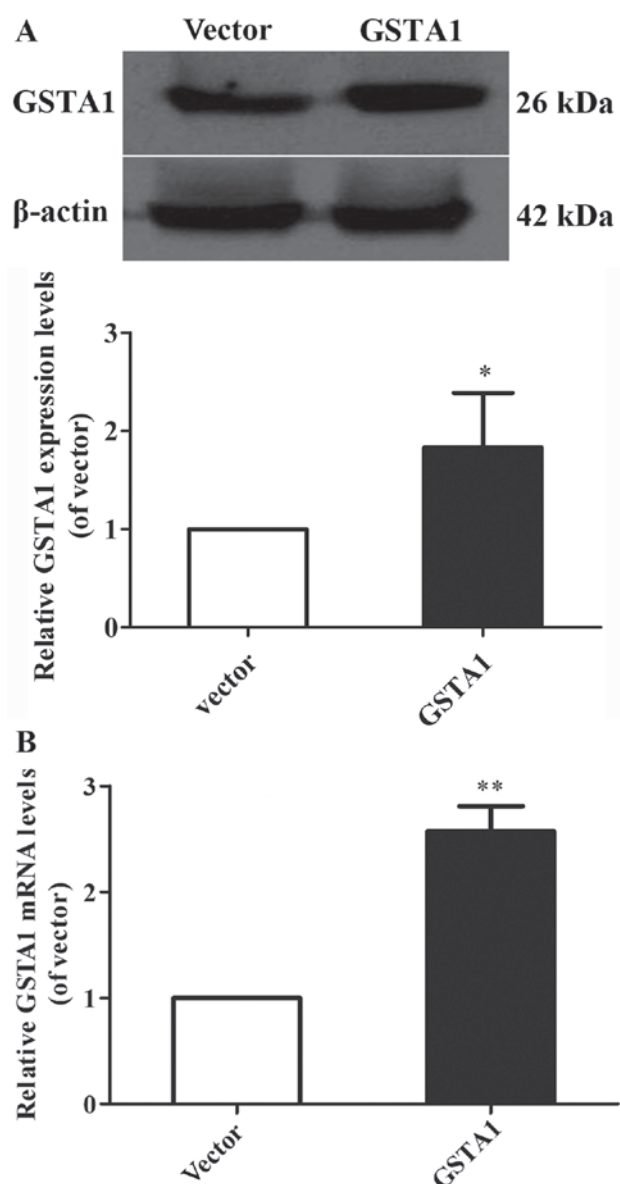 A
Vector GSTA1
GSTA1 26 kDa
β-actin 42 kDa
Relative GSTA1 expression levels
(of vector)
3
2
1
0
*
vector
GSTA1
B
Relative GSTA1 mRNA levels
(of vector)
3
2
1
0
**
Vector
GSTA1